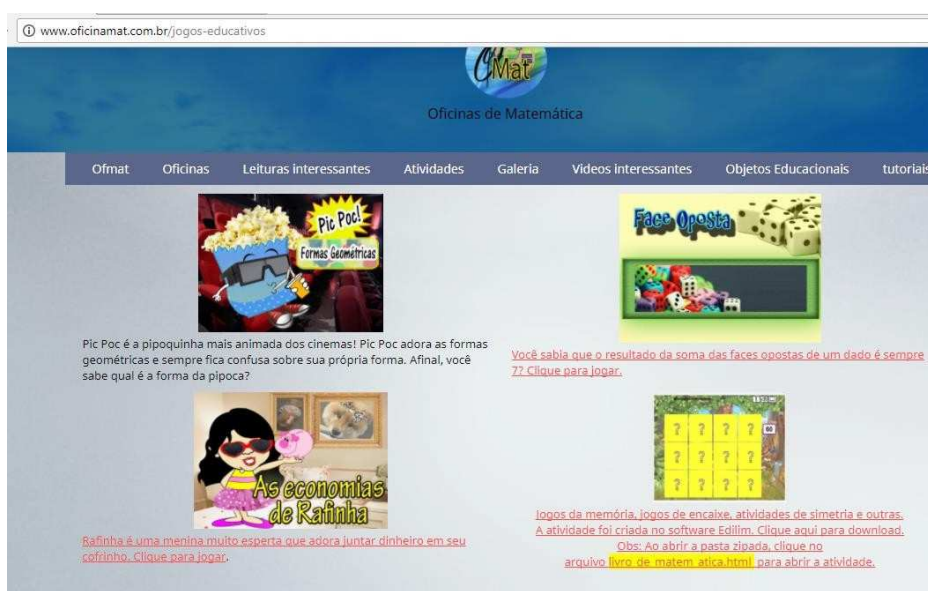 www.oficinamat.com.br/jogos-educativos
Mat
Oficinas de Matemática
Ofmat Oficinas Leituras interessantes Atividades Galeria Videos interessantes Objetos Educacionais tutoriais
Pic Poc!
Formas Geométricas
Pic Poc é a pipoquinha mais animada dos cinemas! Pic Poc adora as formas
geométricas e sempre fica confusa sobre sua própria forma. Afinal, você
sabe qual é a forma da pipoca?
Face Oposta
Você sabia que o resultado da soma das faces opostas de um dado é sempre
7? Clique para jogar.
As economias
de Rafinha
Rafinha é uma menina muito esperta que adora juntar dinheiro em seu
cofrinho. Clique para jogar.
? ? ? ?
60
? ? ? ?
? ? ? ?
Jogos da memória, jogos de encaixe, atividades de simetria e outras.
A atividade foi criada no software Edilim. Clique aqui para download.
Obs: Ao abrir a pasta zipada, clique no
arquivo livro_de_matem_atica.html para abrir a atividade.